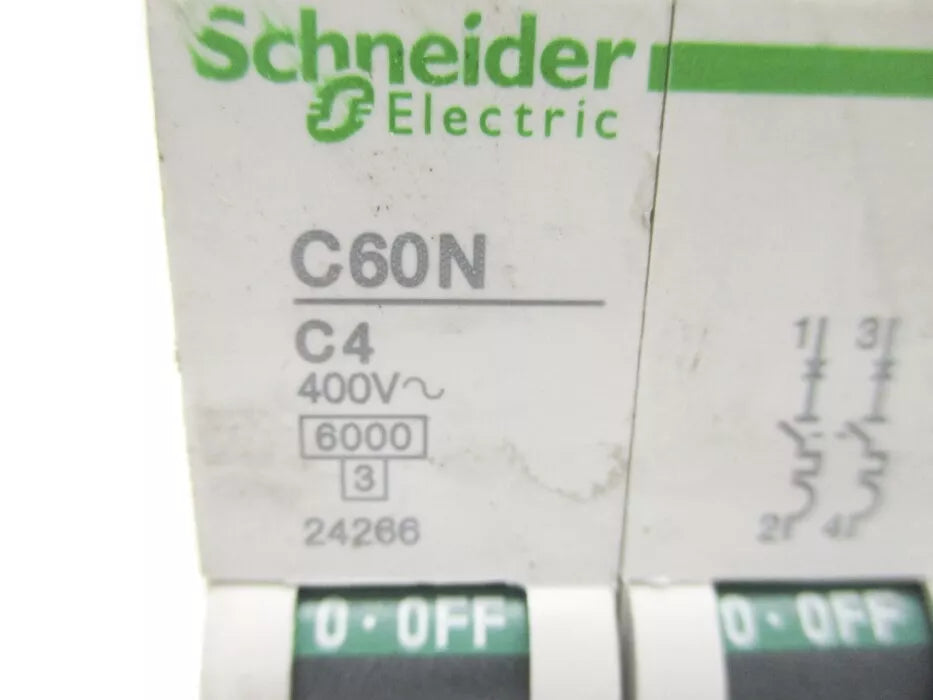 Schneider
Electric
C60N
C4
400V~
6000
3
24266
1 3
2 4
0 · OFF
0 · OFF